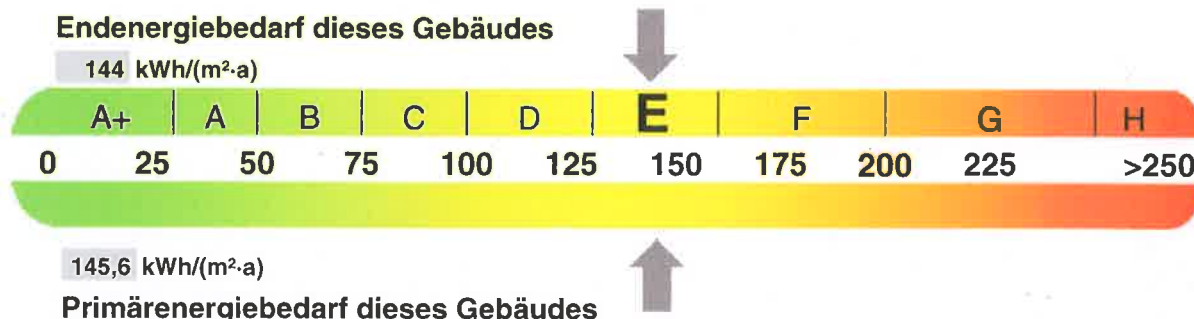 Endenergiebedarf dieses Gebäudes
144 kWh/(m²·a)
A+ A B C D E F G H
0 25 50 75 100 125 150 175 200 225 >250
145,6 kWh/(m²·a)
Primärenergiebedarf dieses Gebäudes